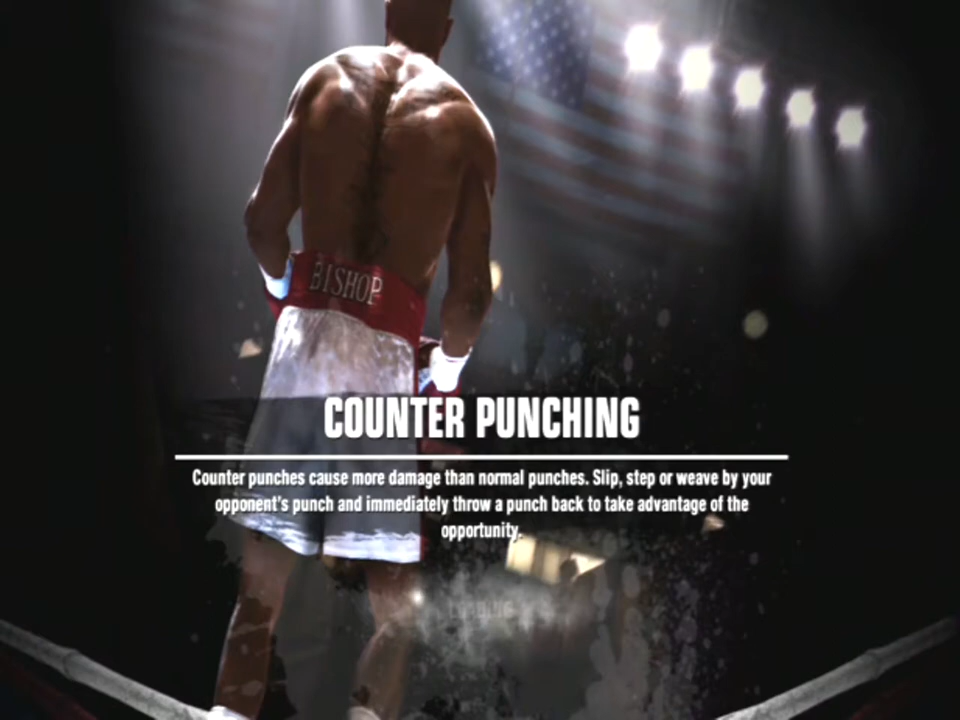 BISHOP
COUNTER PUNCHING
Counter punches cause more damage than normal punches. Slip, step or weave by your
opponent's punch and immediately throw a punch back to take advantage of the
opportunity.